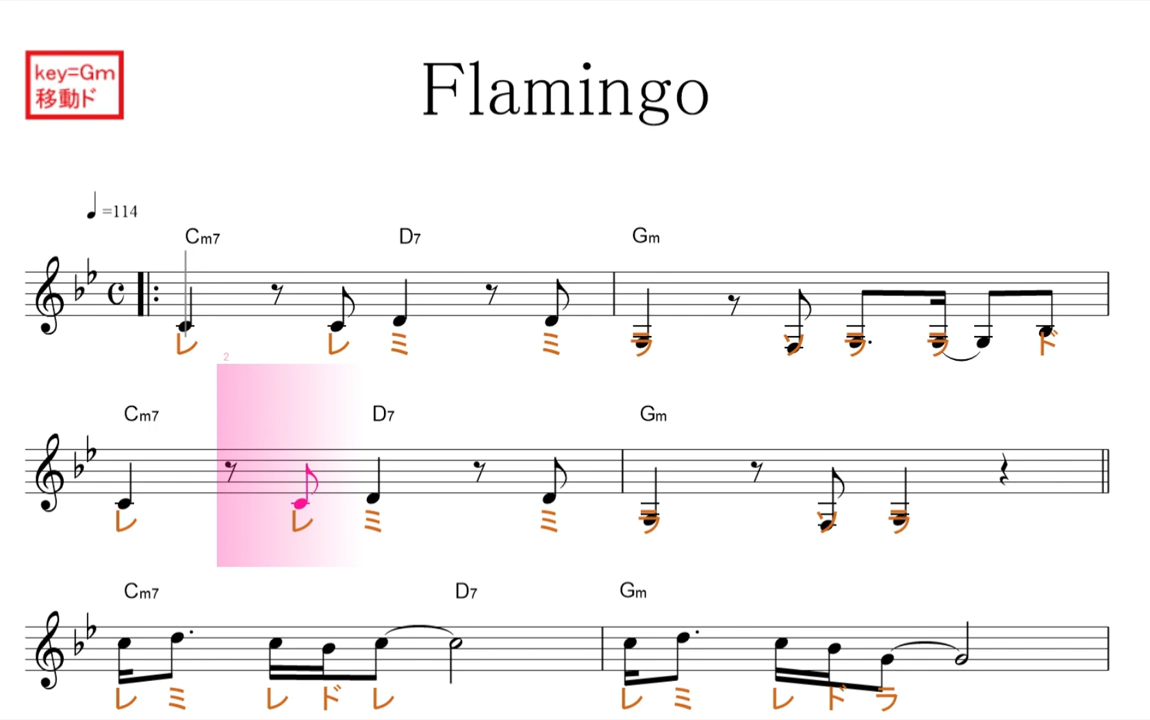 key=Gm
移動ド
Flamingo
♩=114
Cm7 D7 Gm
レ レ ミ ミ ラ ソ ラ ラ ド
2
Cm7 D7 Gm
レ レ ミ ミ ラ ソ ラ
Cm7 D7 Gm
レ ミ レ ド レ レ ミ レ ド ラ